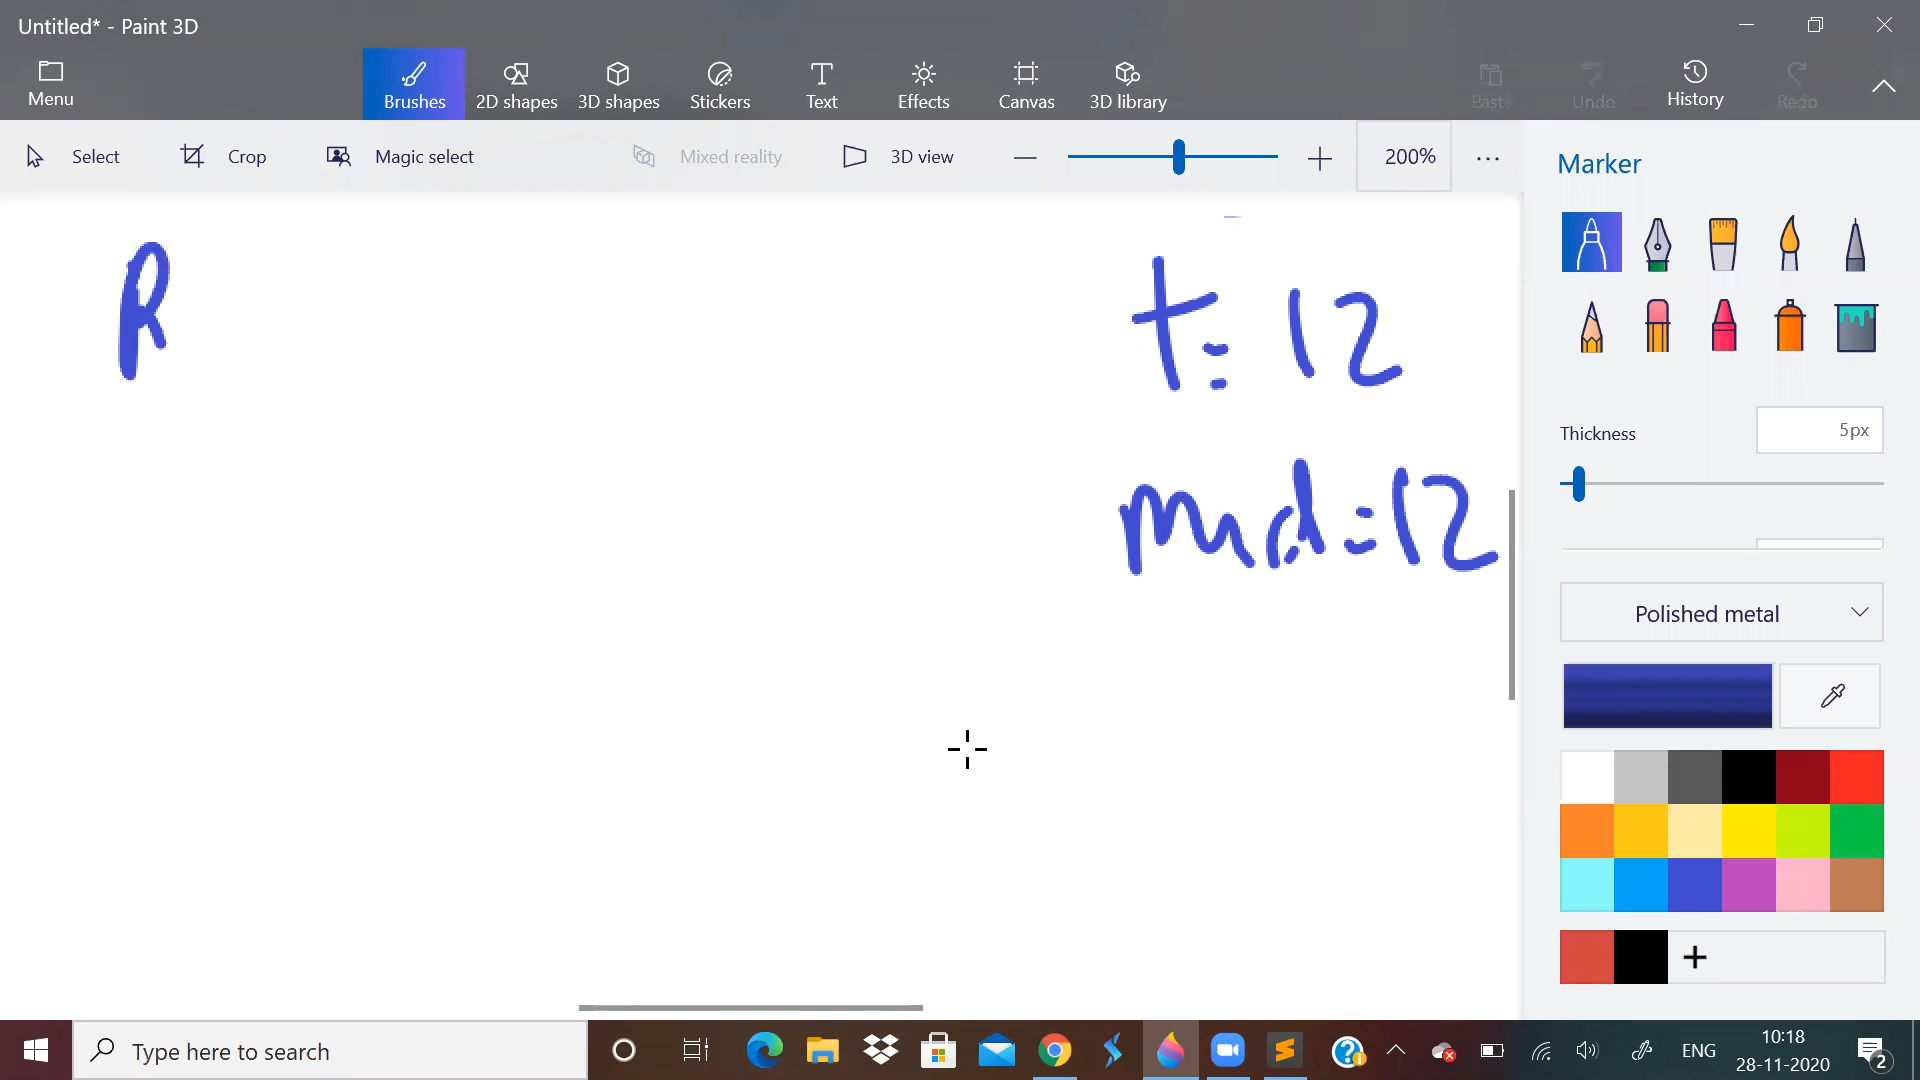 Untitled* - Paint 3D
Menu
Brushes
2D shapes
3D shapes
Stickers
Text
Effects
Canvas
3D library
Paste
Undo
History
Redo
Select
Crop
Magic select
Mixed reality
3D view
200%
Marker
R
t= 12
mid=12
Thickness
5px
Polished metal
Type here to search
ENG
10:18
28-11-2020
2